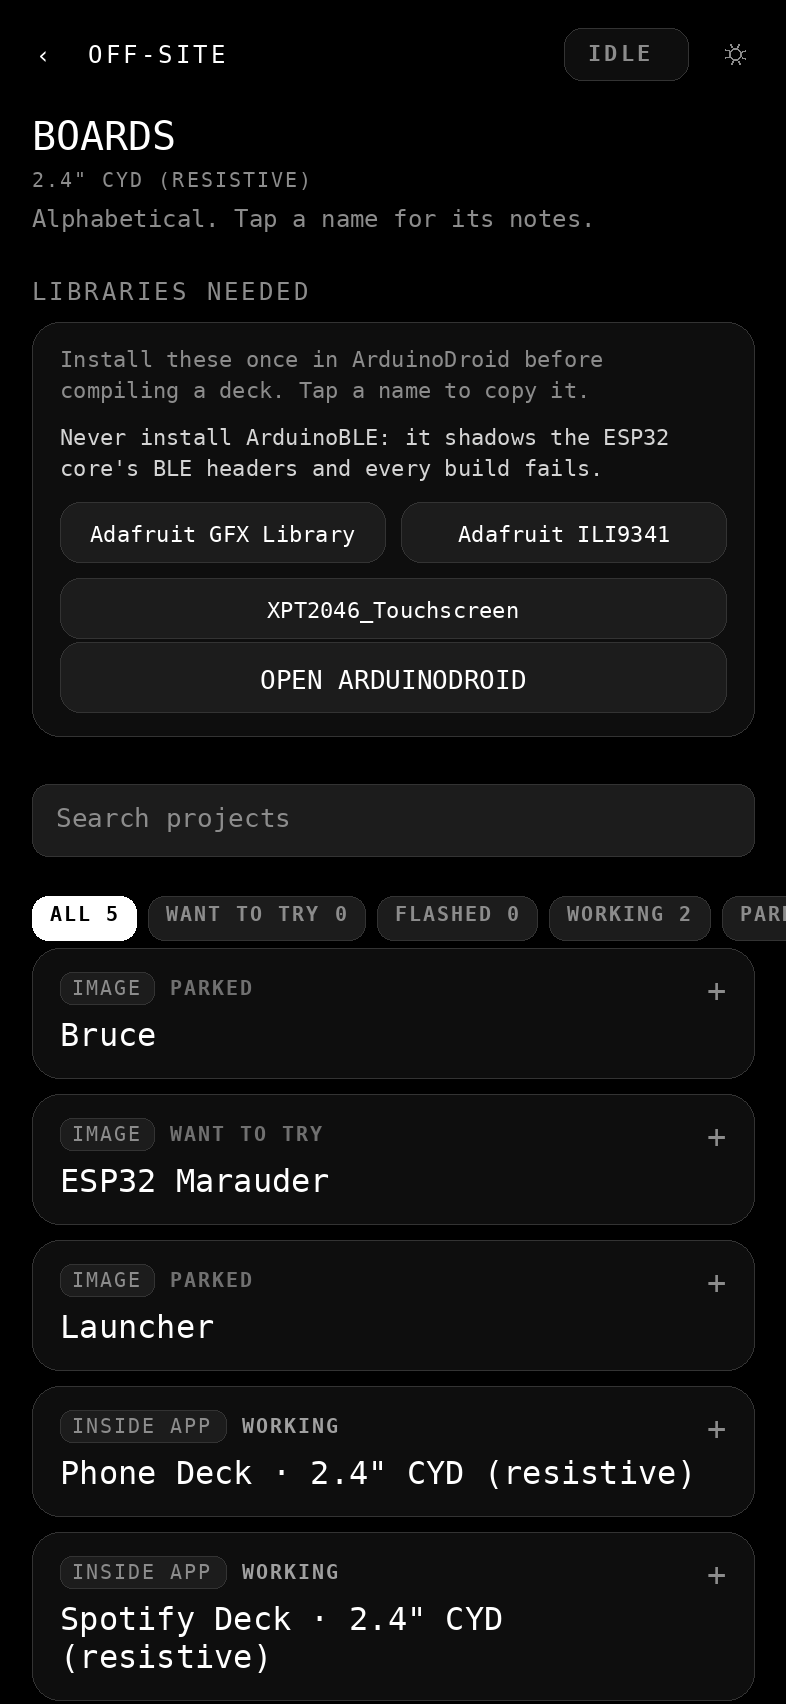 ‹ OFF-SITE IDLE
BOARDS
2.4" CYD (RESISTIVE)
Alphabetical. Tap a name for its notes.
LIBRARIES NEEDED
Install these once in ArduinoDroid before
compiling a deck. Tap a name to copy it.
Never install ArduinoBLE: it shadows the ESP32
core's BLE headers and every build fails.
Adafruit GFX Library Adafruit ILI9341
XPT2046_Touchscreen
OPEN ARDUINODROID
Search projects
ALL 5 WANT TO TRY 0 FLASHED 0 WORKING 2
IMAGE PARKED +
Bruce
IMAGE WANT TO TRY +
ESP32 Marauder
IMAGE PARKED +
Launcher
INSIDE APP WORKING +
Phone Deck · 2.4" CYD (resistive)
INSIDE APP WORKING +
Spotify Deck · 2.4" CYD
(resistive)